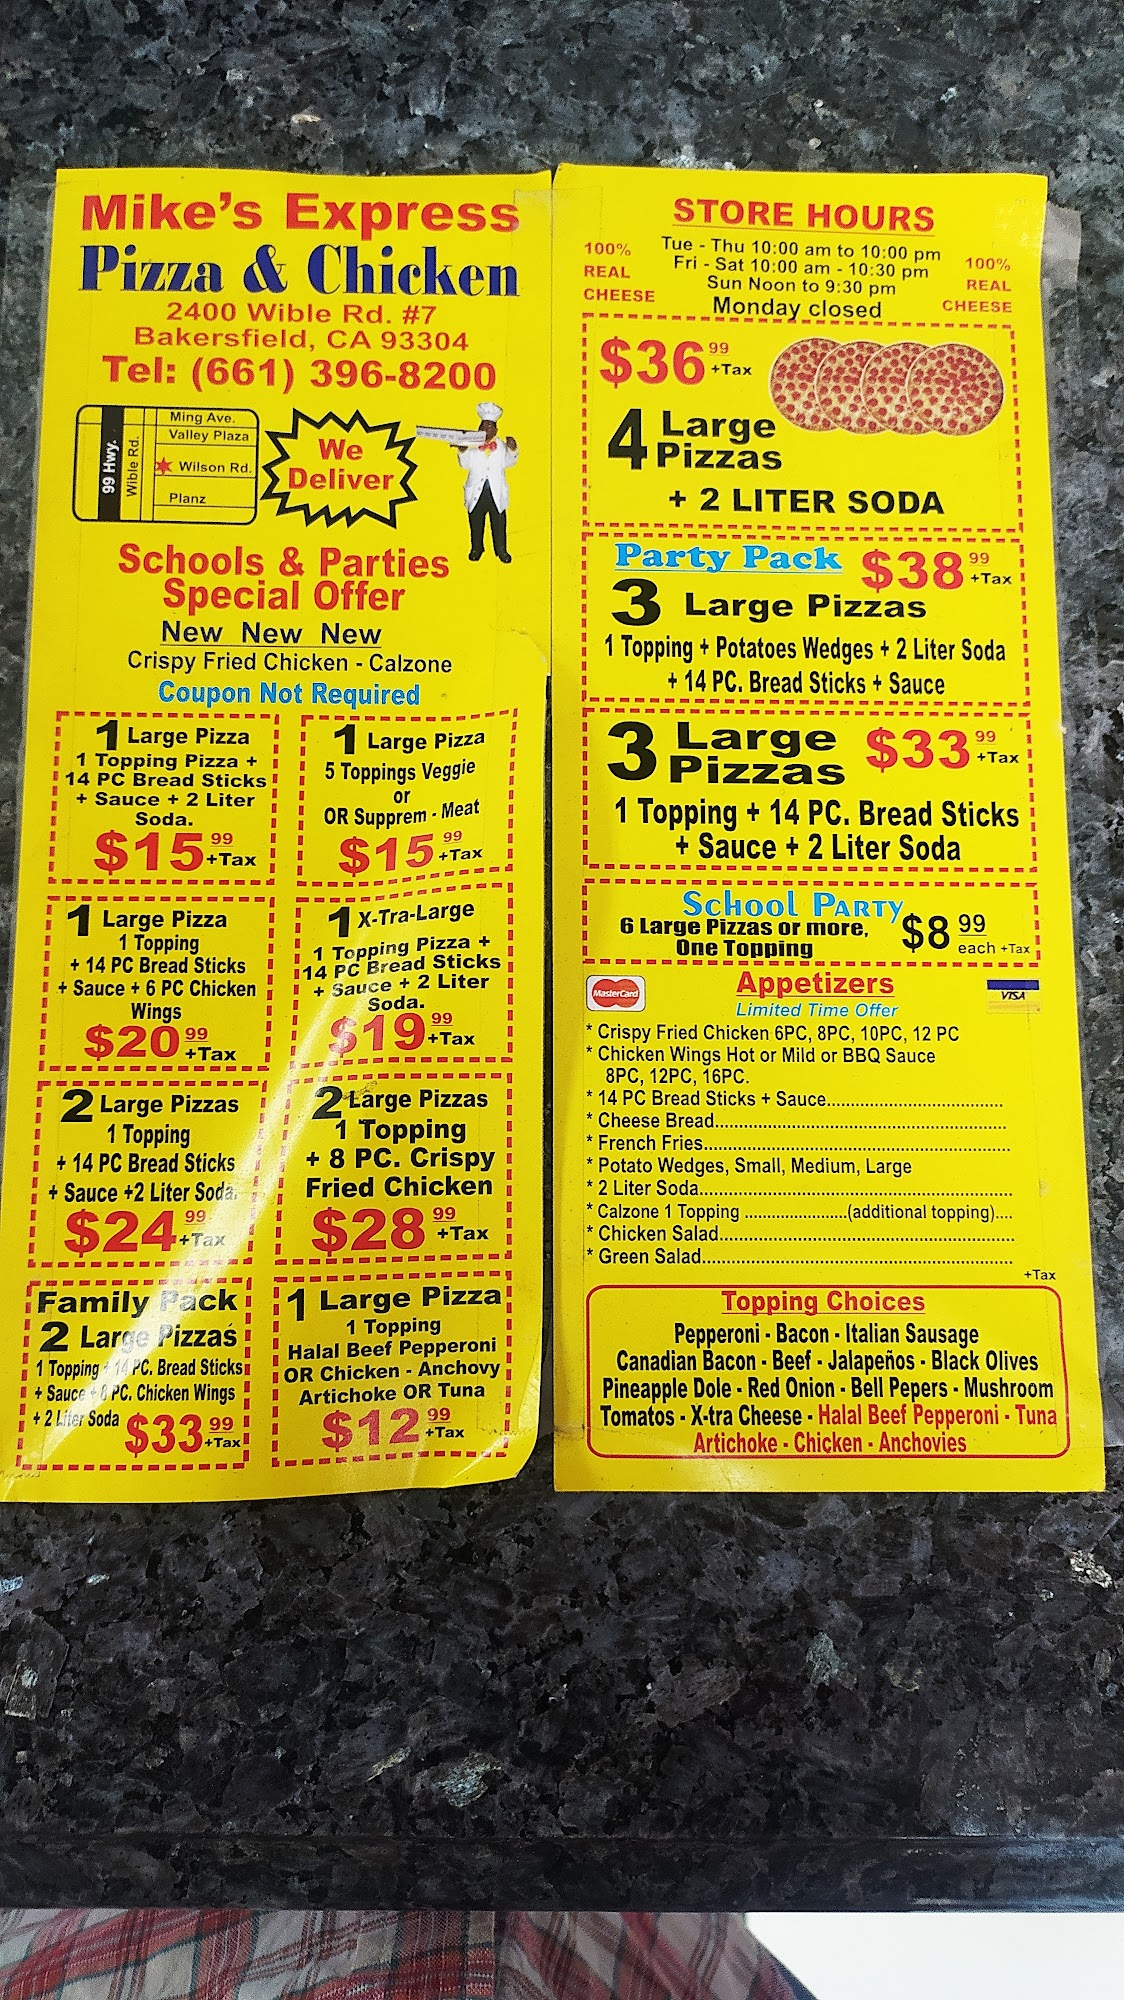 Mike's Express
Pizza & Chicken
2400 Wible Rd. #7
Bakersfield, CA 93304
Tel: (661) 396-8200
99 Hwy.
Wible Rd.
Ming Ave.
Valley Plaza
Wilson Rd.
Planz
We
Deliver
Schools & Parties
Special Offer
New New New
Crispy Fried Chicken - Calzone
Coupon Not Required
1 Large Pizza
1 Topping Pizza +
14 PC Bread Sticks
+ Sauce + 2 Liter
Soda.
$15 99 +Tax
1 Large Pizza
5 Toppings Veggie
or
OR Supprem - Meat
$15 99 +Tax
1 Large Pizza
1 Topping
+ 14 PC Bread Sticks
+ Sauce + 6 PC Chicken
Wings
$20 99 +Tax
1 X-Tra-Large
1 Topping Pizza +
14 PC Bread Sticks
+ Sauce + 2 Liter
Soda.
$19 99 +Tax
2 Large Pizzas
1 Topping
+ 14 PC Bread Sticks
+ Sauce +2 Liter Soda.
$24 99 +Tax
2 Large Pizzas
1 Topping
+ 8 PC. Crispy
Fried Chicken
$28 99 +Tax
Family Pack
2 Large Pizzas
1 Topping + 14 PC. Bread Sticks
+ Sauce + 8 PC. Chicken Wings
+ 2 Liter Soda $33 99 +Tax
1 Large Pizza
1 Topping
Halal Beef Pepperoni
OR Chicken - Anchovy
Artichoke OR Tuna
$12 99 +Tax
STORE HOURS
100%
REAL
CHEESE
Tue - Thu 10:00 am to 10:00 pm
Fri - Sat 10:00 am - 10:30 pm
Sun Noon to 9:30 pm
Monday closed
100%
REAL
CHEESE
$36 99 +Tax
4 Large
Pizzas
+ 2 LITER SODA
Party Pack $38 99 +Tax
3 Large Pizzas
1 Topping + Potatoes Wedges + 2 Liter Soda
+ 14 PC. Bread Sticks + Sauce
3 Large
Pizzas $33 99 +Tax
1 Topping + 14 PC. Bread Sticks
+ Sauce + 2 Liter Soda
School Party
6 Large Pizzas or more,
One Topping
$8 99 each +Tax
MasterCard
Appetizers
VISA
Limited Time Offer
* Crispy Fried Chicken 6PC, 8PC, 10PC, 12 PC
* Chicken Wings Hot or Mild or BBQ Sauce
8PC, 12PC, 16PC.
* 14 PC Bread Sticks + Sauce................................
* Cheese Bread.....................................................
* French Fries........................................................
* Potato Wedges, Small, Medium, Large
* 2 Liter Soda.........................................................
* Calzone 1 Topping ......................(additional topping)....
* Chicken Salad.....................................................
* Green Salad........................................................
+Tax
Topping Choices
Pepperoni - Bacon - Italian Sausage
Canadian Bacon - Beef - Jalapeños - Black Olives
Pineapple Dole - Red Onion - Bell Pepers - Mushroom
Tomatos - X-tra Cheese - Halal Beef Pepperoni - Tuna
Artichoke - Chicken - Anchovies